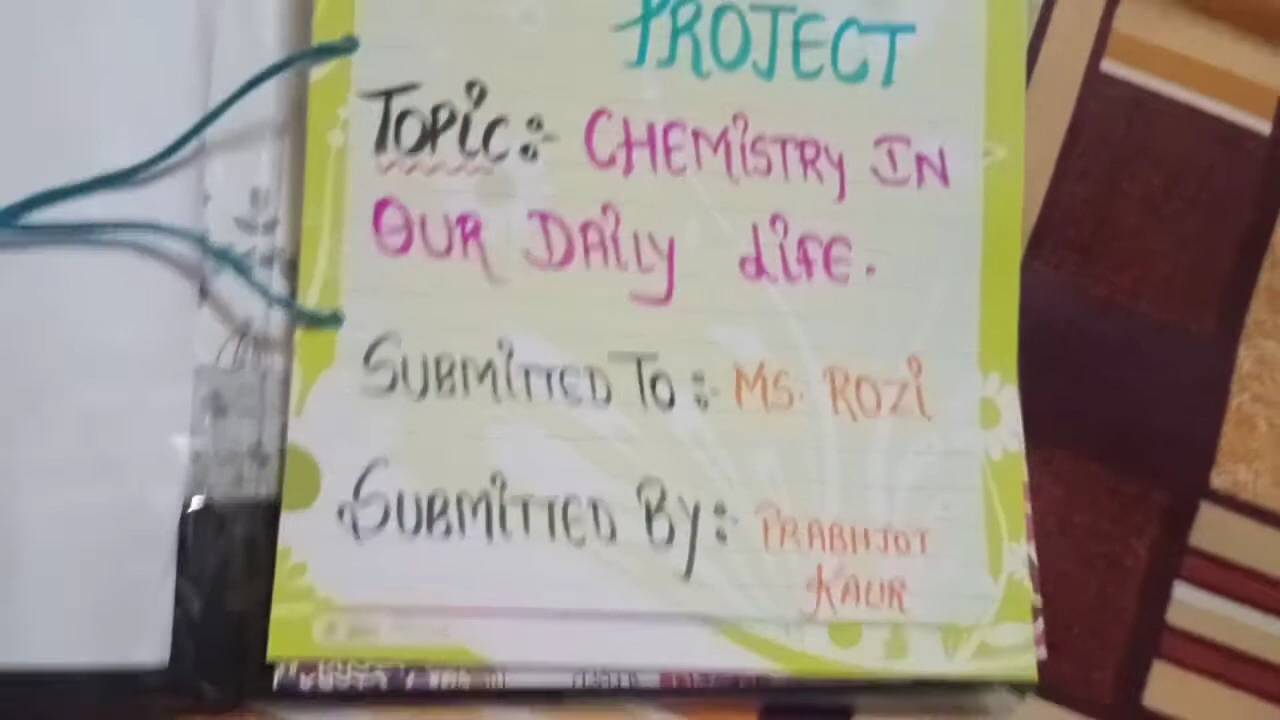 PROJECT
TOPiC:- CHEMiSTRY IN
OUR DAiLy LiFE.
SUBMiTTED To:- MS. ROZi
SUBMiTTED By:- PRABHJOT
KAUR